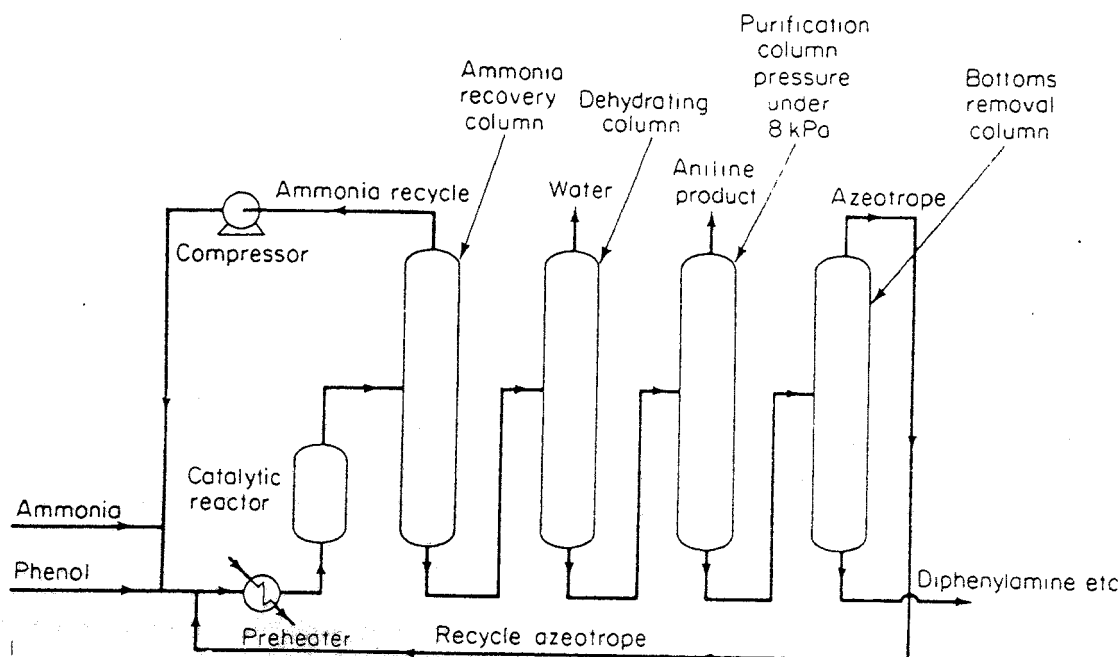 Purification
column
pressure
under
8 kPa
Ammonia
recovery
column
Dehydrating
column
Bottoms
removal
column
Ammonia recycle
Water
Aniline
product
Azeotrope
Compressor
Catalytic
reactor
Ammonia
Phenol
Diphenylamine etc
Preheater
Recycle azeotrope